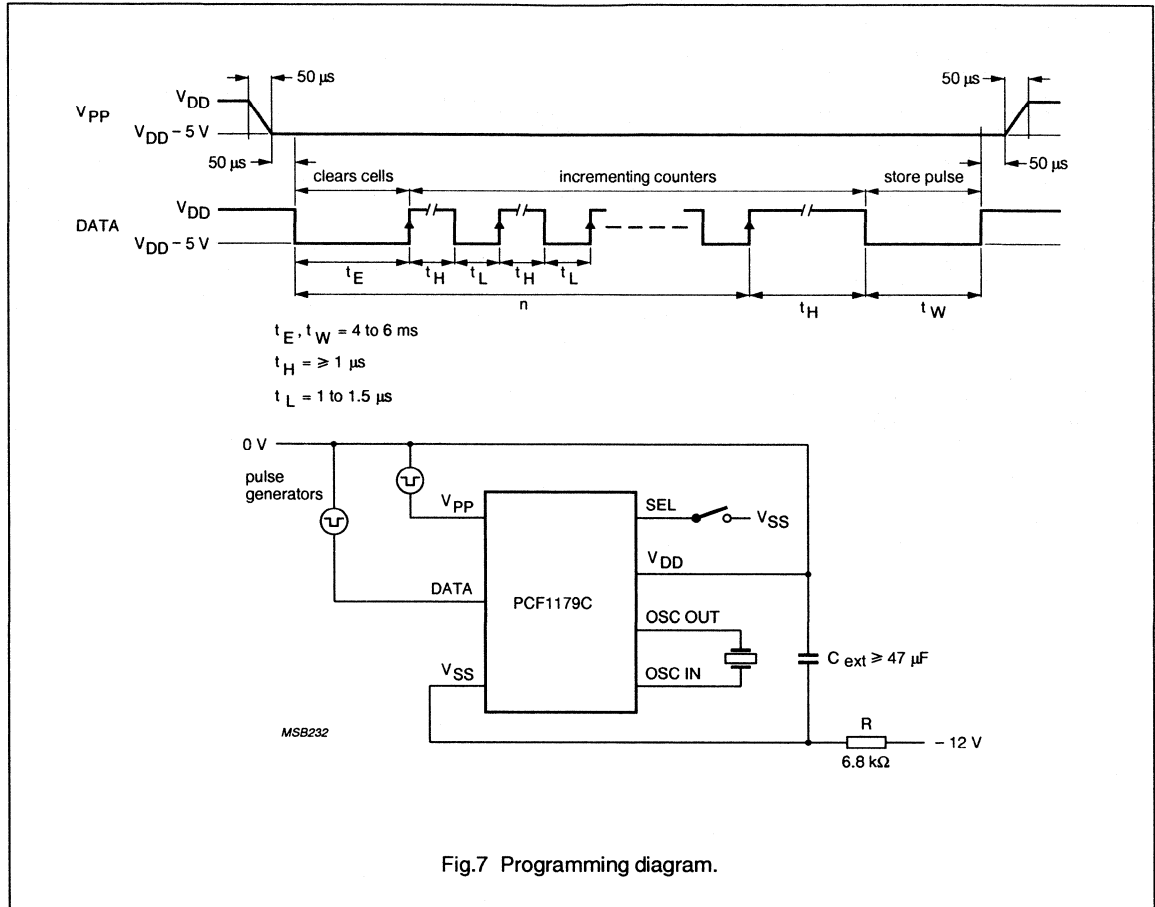 50 µs
50 µs
V PP
V DD
V DD – 5 V
50 µs
50 µs
clears cells
incrementing counters
store pulse
DATA
V DD
V DD – 5 V
t E
t H
t L
t H
t L
n
t H
t W
t E , t W = 4 to 6 ms
t H = ⩾ 1 µs
t L = 1 to 1.5 µs
0 V
pulse
generators
V PP
SEL
V SS
V DD
DATA
PCF1179C
OSC OUT
C ext ⩾ 47 µF
V SS
OSC IN
MSB232
R
– 12 V
6.8 kΩ
Fig.7 Programming diagram.